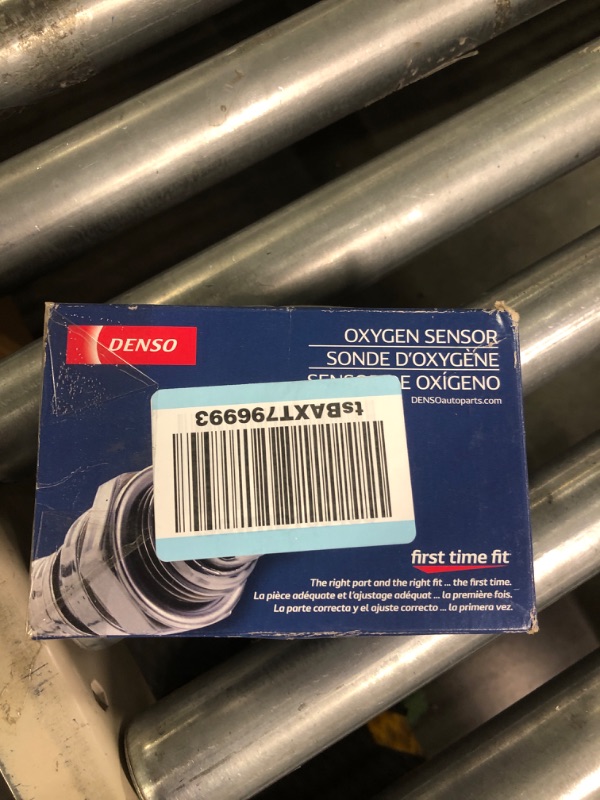 DENSO
OXYGEN SENSOR
SONDE D'OXYGÈNE
OXÍGENO
DENSOautoparts.com
tsBAXT796993
first time fit
The right part and the right fit ... the first time.
La pièce adéquate et l'ajustage adéquat ... la première fois.
La parte correcta y el ajuste correcto ... la primera vez.